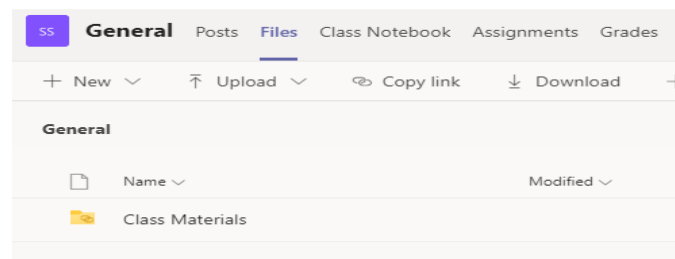 SS General Posts Files Class Notebook Assignments Grades
New Upload Copy link Download
General
Name Modified
Class Materials